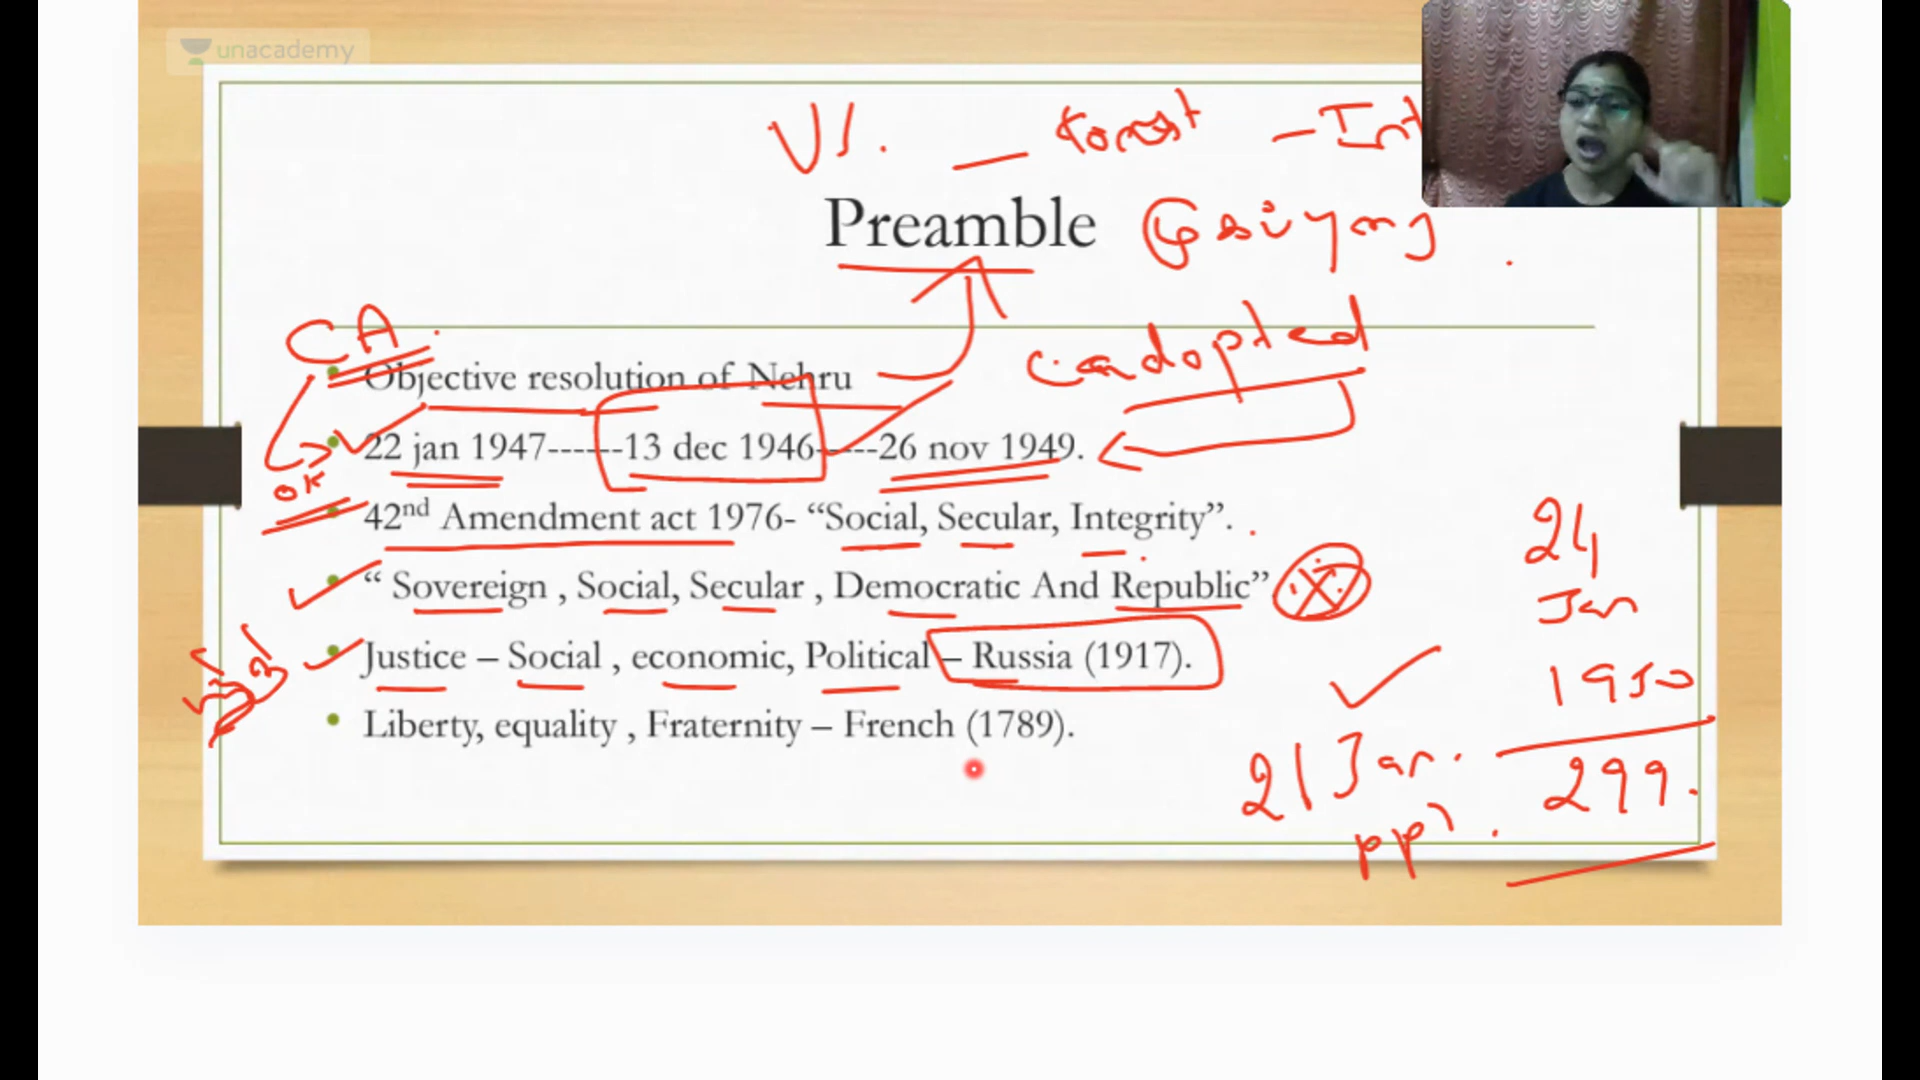 unacademy
VI. — - Int
Preamble
CA.
adopted
Objective resolution of Nehru
22 jan 1947------13 dec 1946-----26 nov 1949.
OK
42nd Amendment act 1976- “Social, Secular, Integrity”.
24
Jan
1950
“ Sovereign , Social, Secular , Democratic And Republic”
Justice – Social , economic, Political – Russia (1917).
Liberty, equality , Fraternity – French (1789).
21 Jan.
299.
ppl.